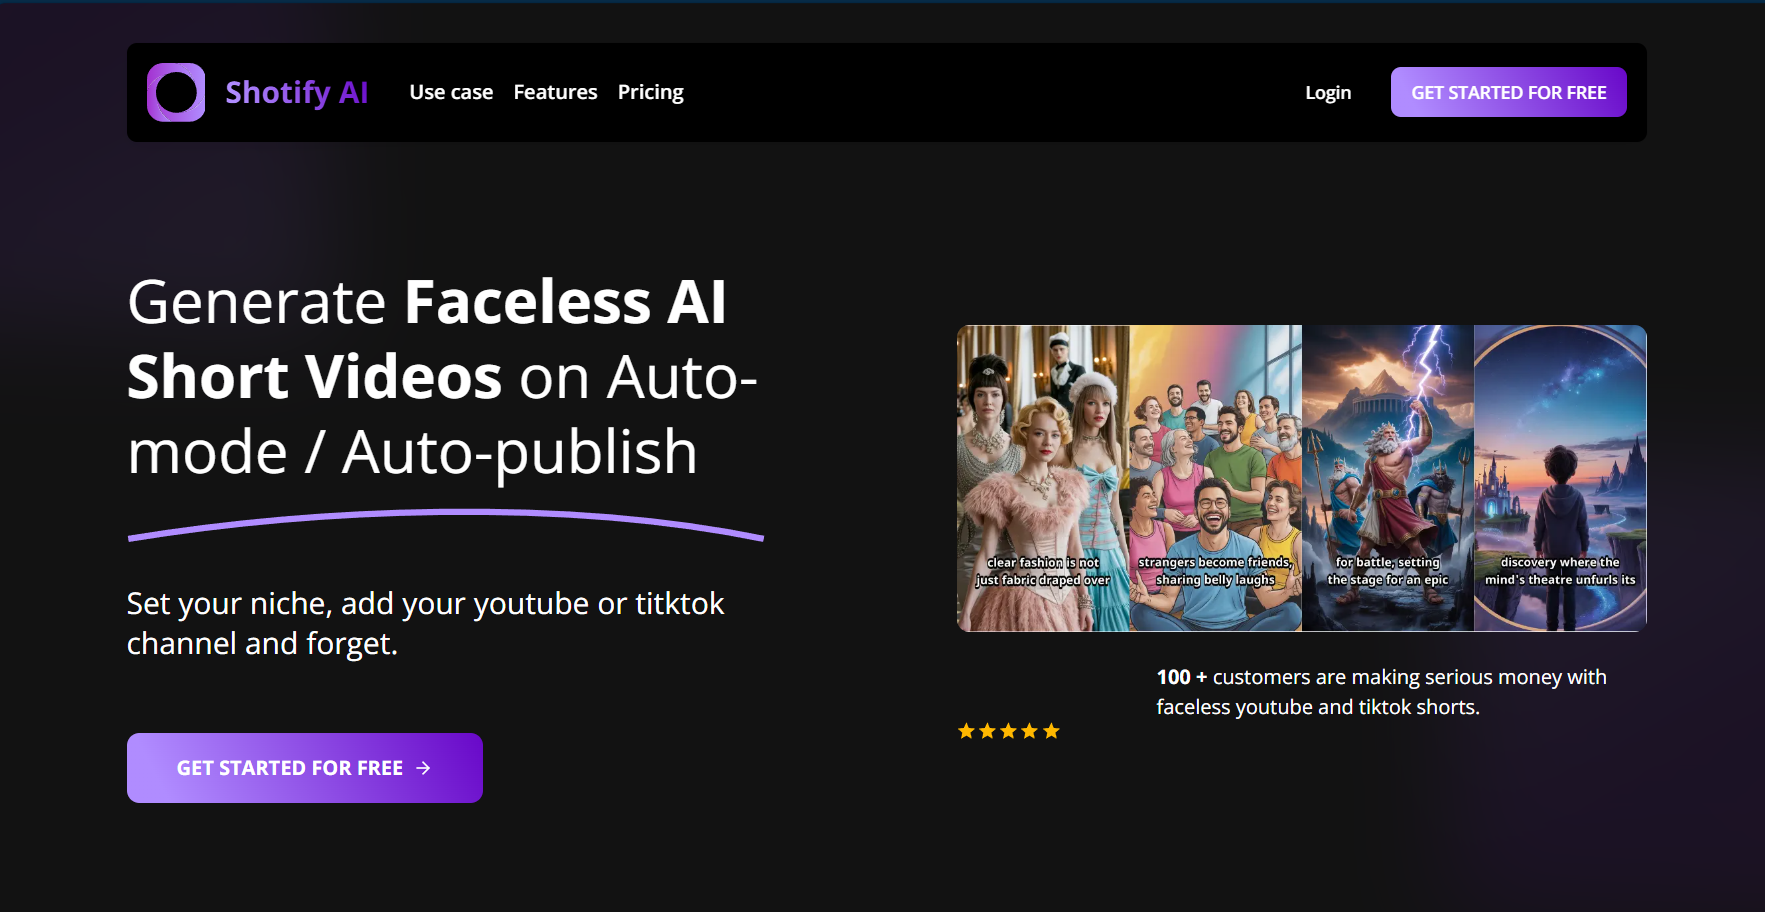 Shotify AI
Use case
Features
Pricing
Login
GET STARTED FOR FREE
Generate Faceless AI
Short Videos on Auto-
mode / Auto-publish
Set your niche, add your youtube or titktok
channel and forget.
GET STARTED FOR FREE →
clear fashion is not
just fabric draped over
strangers become friends,
sharing belly laughs
for battle, setting
the stage for an epic
discovery where the
mind's theatre unfurls its
100 + customers are making serious money with
faceless youtube and tiktok shorts.